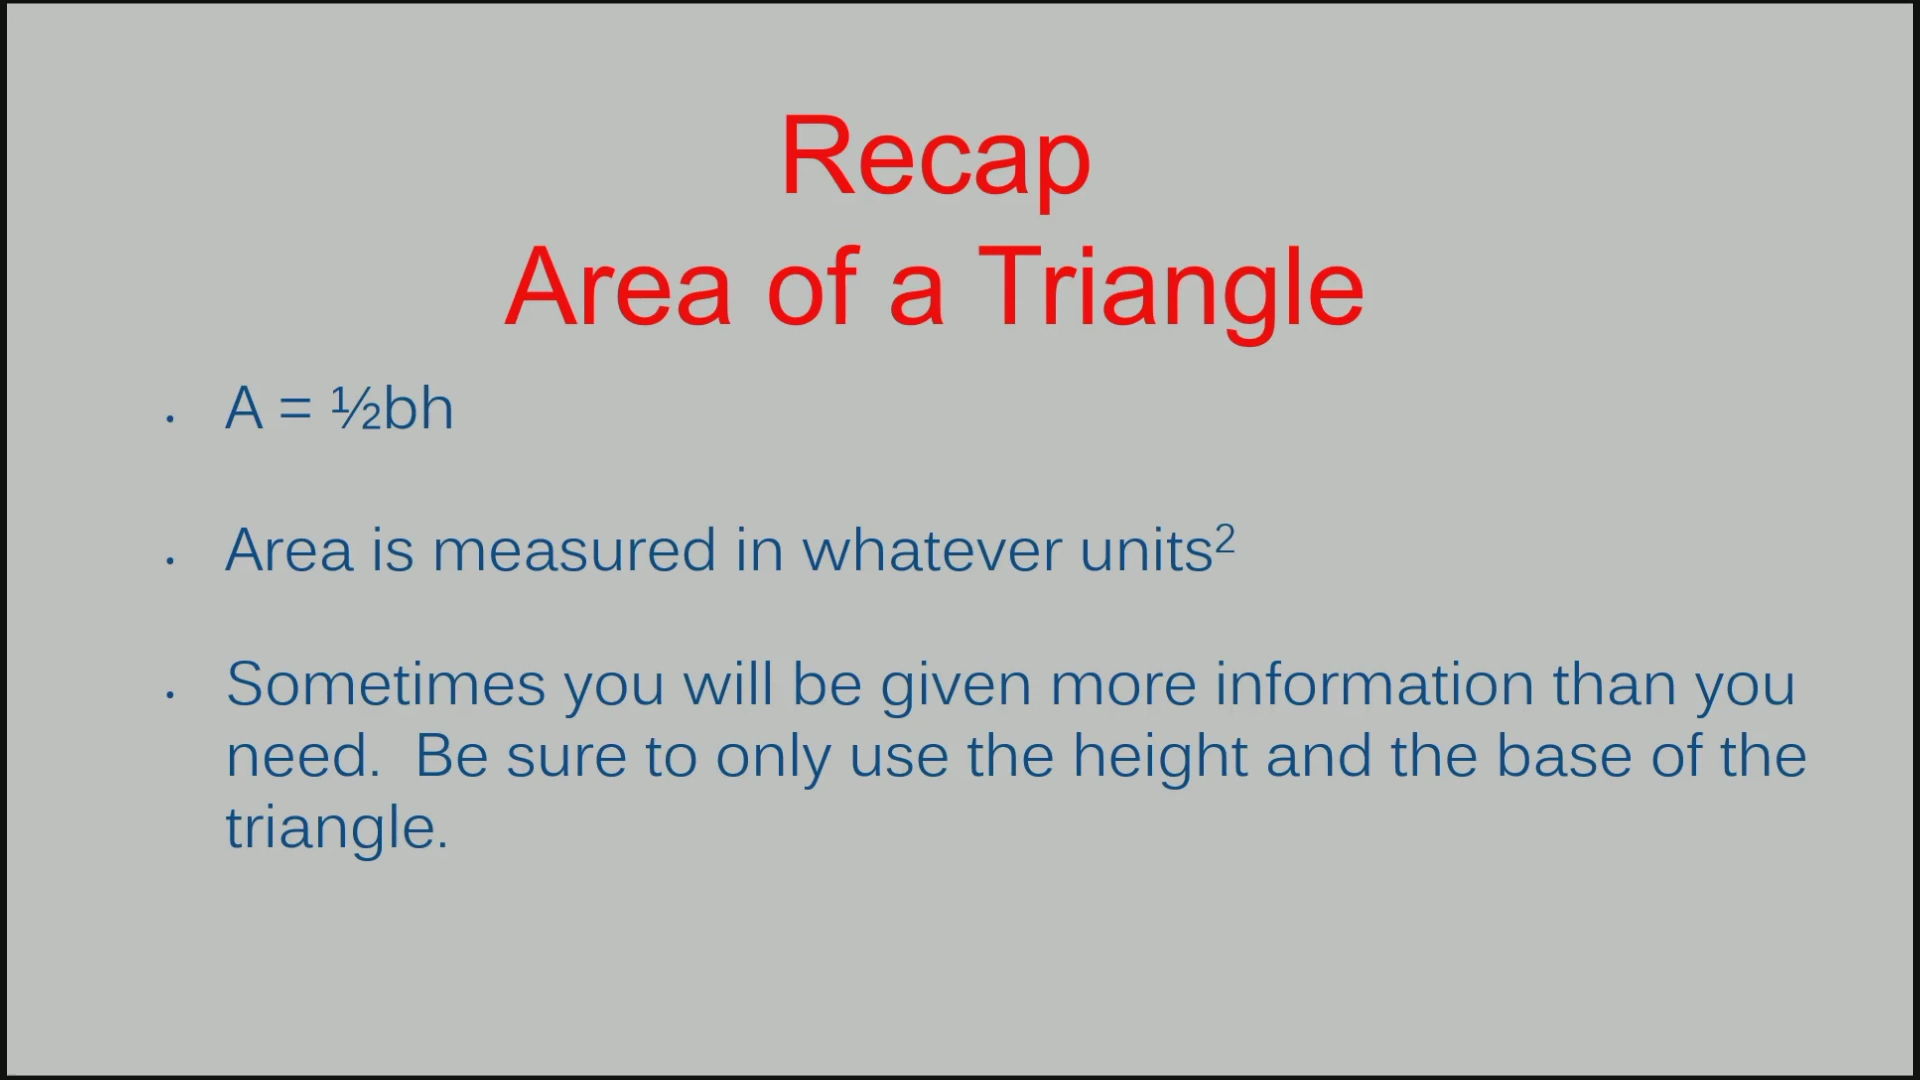 Recap
Area of a Triangle
• A = ½bh
• Area is measured in whatever units²
• Sometimes you will be given more information than you
need.  Be sure to only use the height and the base of the
triangle.